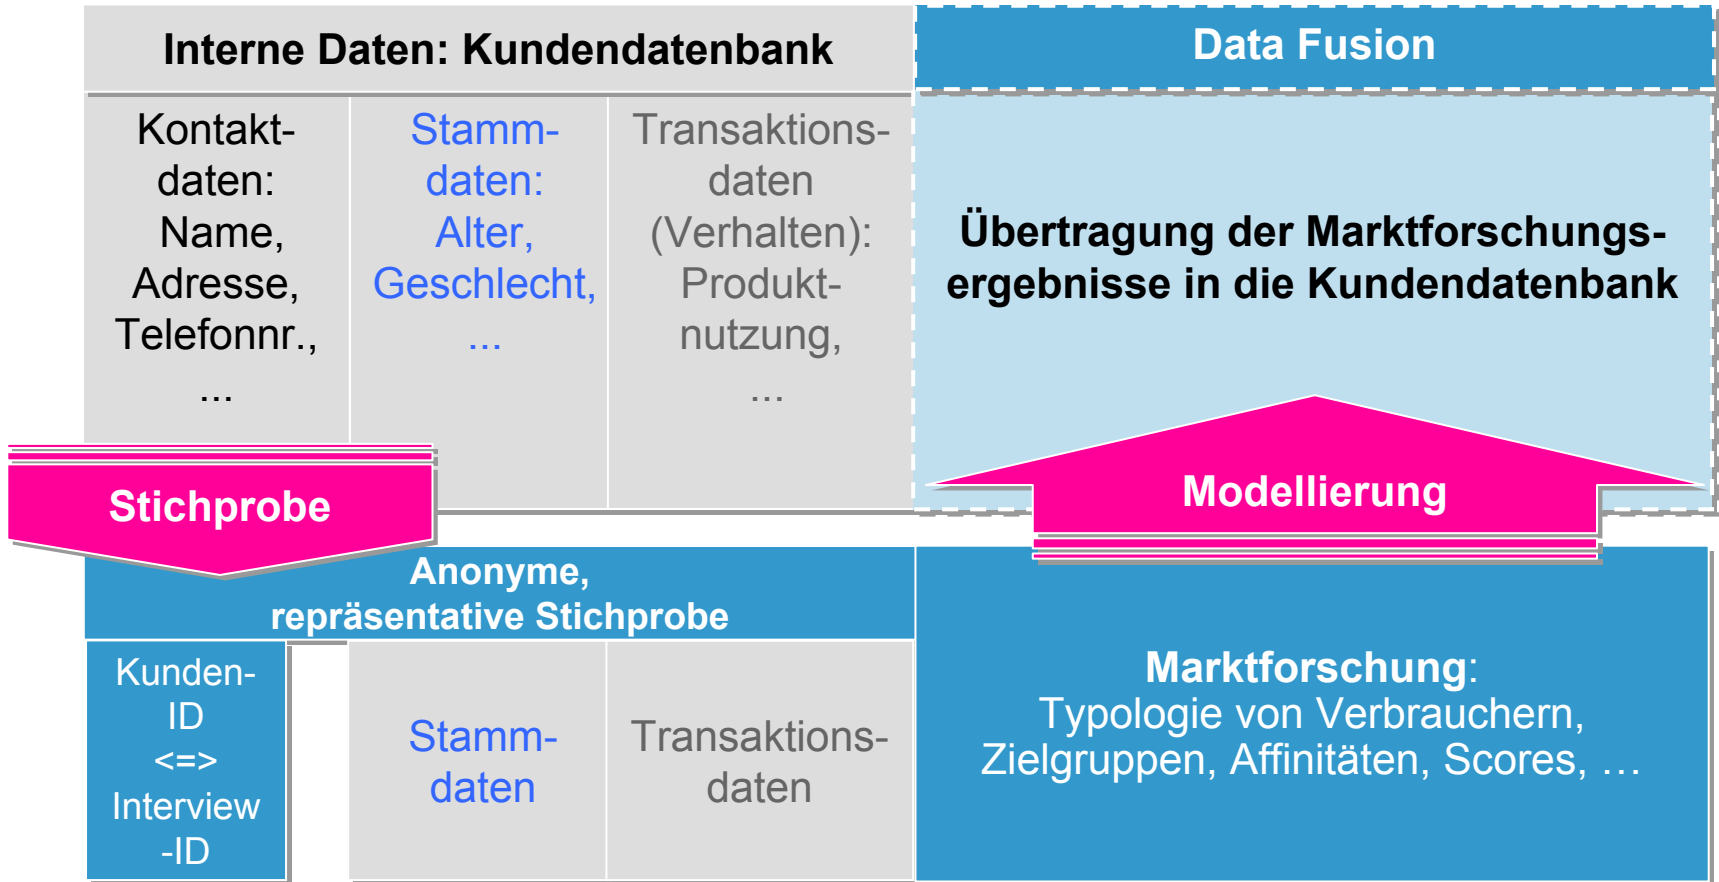 Interne Daten: Kundendatenbank
Data Fusion
Kontakt-
daten:
Name,
Adresse,
Telefonnr.,
...
Stamm-
daten:
Alter,
Geschlecht,
...
Transaktions-
daten
(Verhalten):
Produkt-
nutzung,
...
Übertragung der Marktforschungs-
ergebnisse in die Kundendatenbank
Stichprobe
Modellierung
Anonyme,
repräsentative Stichprobe
Kunden-
ID
<=>
Interview
-ID
Stamm-
daten
Transaktions-
daten
Marktforschung:
Typologie von Verbrauchern,
Zielgruppen, Affinitäten, Scores, …